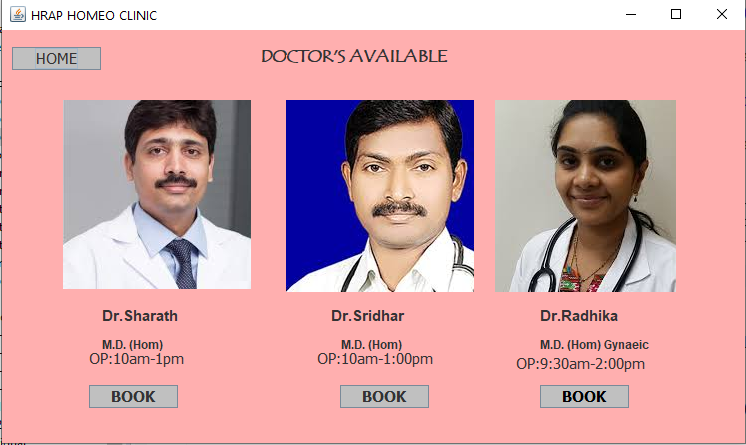 HRAP HOMEO CLINIC
HOME
DOCTOR'S AVAILABLE
Dr.Sharath
M.D. (Hom)
OP:10am-1pm
BOOK
Dr.Sridhar
M.D. (Hom)
OP:10am-1:00pm
BOOK
Dr.Radhika
M.D. (Hom) Gynaeic
OP:9:30am-2:00pm
BOOK